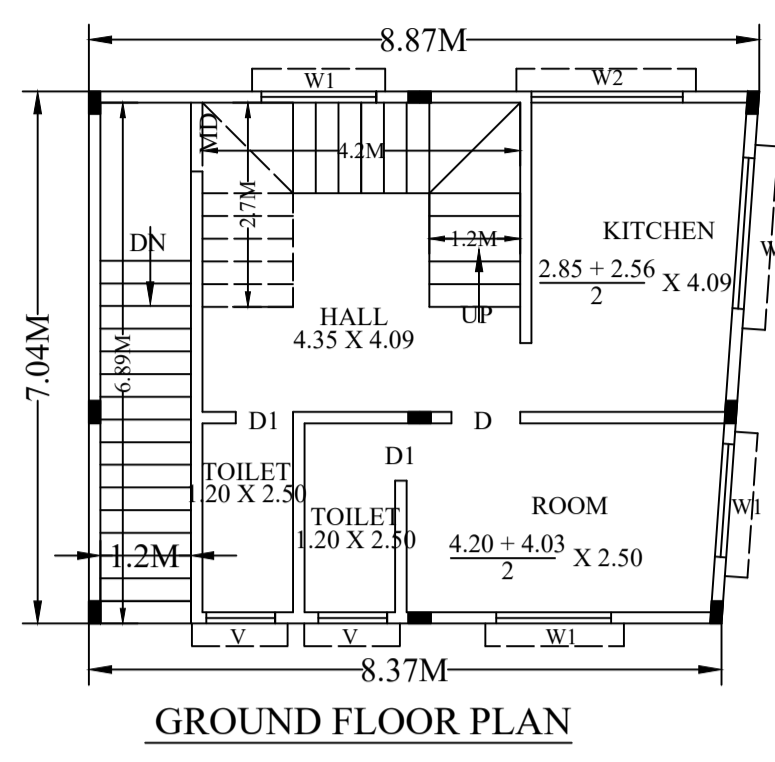 8.87M
W1
W2
MD
4.2M
2.7M
DN
1.2M
KITCHEN
2.85 + 2.56
2
X 4.09
W
7.04M
6.89M
HALL
4.35 X 4.09
UP
D1
D
D1
TOILET
1.20 X 2.50
TOILET
1.20 X 2.50
ROOM
4.20 + 4.03
2
X 2.50
W1
1.2M
V
V
W1
8.37M
GROUND FLOOR PLAN